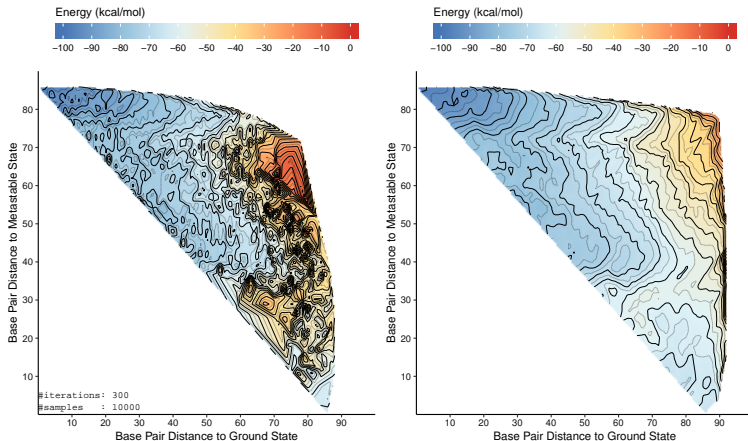 Energy (kcal/mol)
−100 −90 −80 −70 −60 −50 −40 −30 −20 −10 0
Base Pair Distance to Metastable State
80
70
60
50
40
30
20
10
#iterations: 300
#samples : 10000
10 20 30 40 50 60 70 80 90
Base Pair Distance to Ground State
Energy (kcal/mol)
−100 −90 −80 −70 −60 −50 −40 −30 −20 −10 0
Base Pair Distance to Metastable State
80
70
60
50
40
30
20
10
10 20 30 40 50 60 70 80 90
Base Pair Distance to Ground State